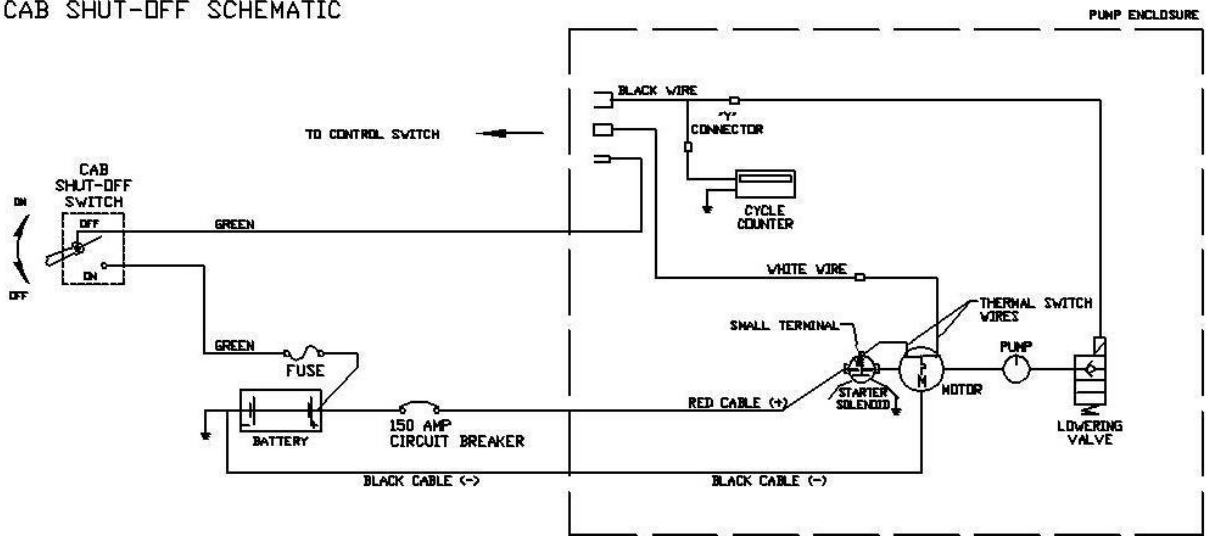 CAB SHUT-OFF SCHEMATIC
PUMP ENCLOSURE
BLACK WIRE
"Y"
CONNECTOR
TO CONTROL SWITCH
CAB
SHUT-OFF
SWITCH
ON
OFF
GREEN
CYCLE
COUNTER
ON
OFF
WHITE WIRE
THERMAL SWITCH
WIRES
SMALL TERMINAL
GREEN
FUSE
PUMP
M
MOTOR
STARTER
SOLENOID
RED CABLE (+)
BATTERY
150 AMP
CIRCUIT BREAKER
LOWERING
VALVE
BLACK CABLE (-)
BLACK CABLE (-)